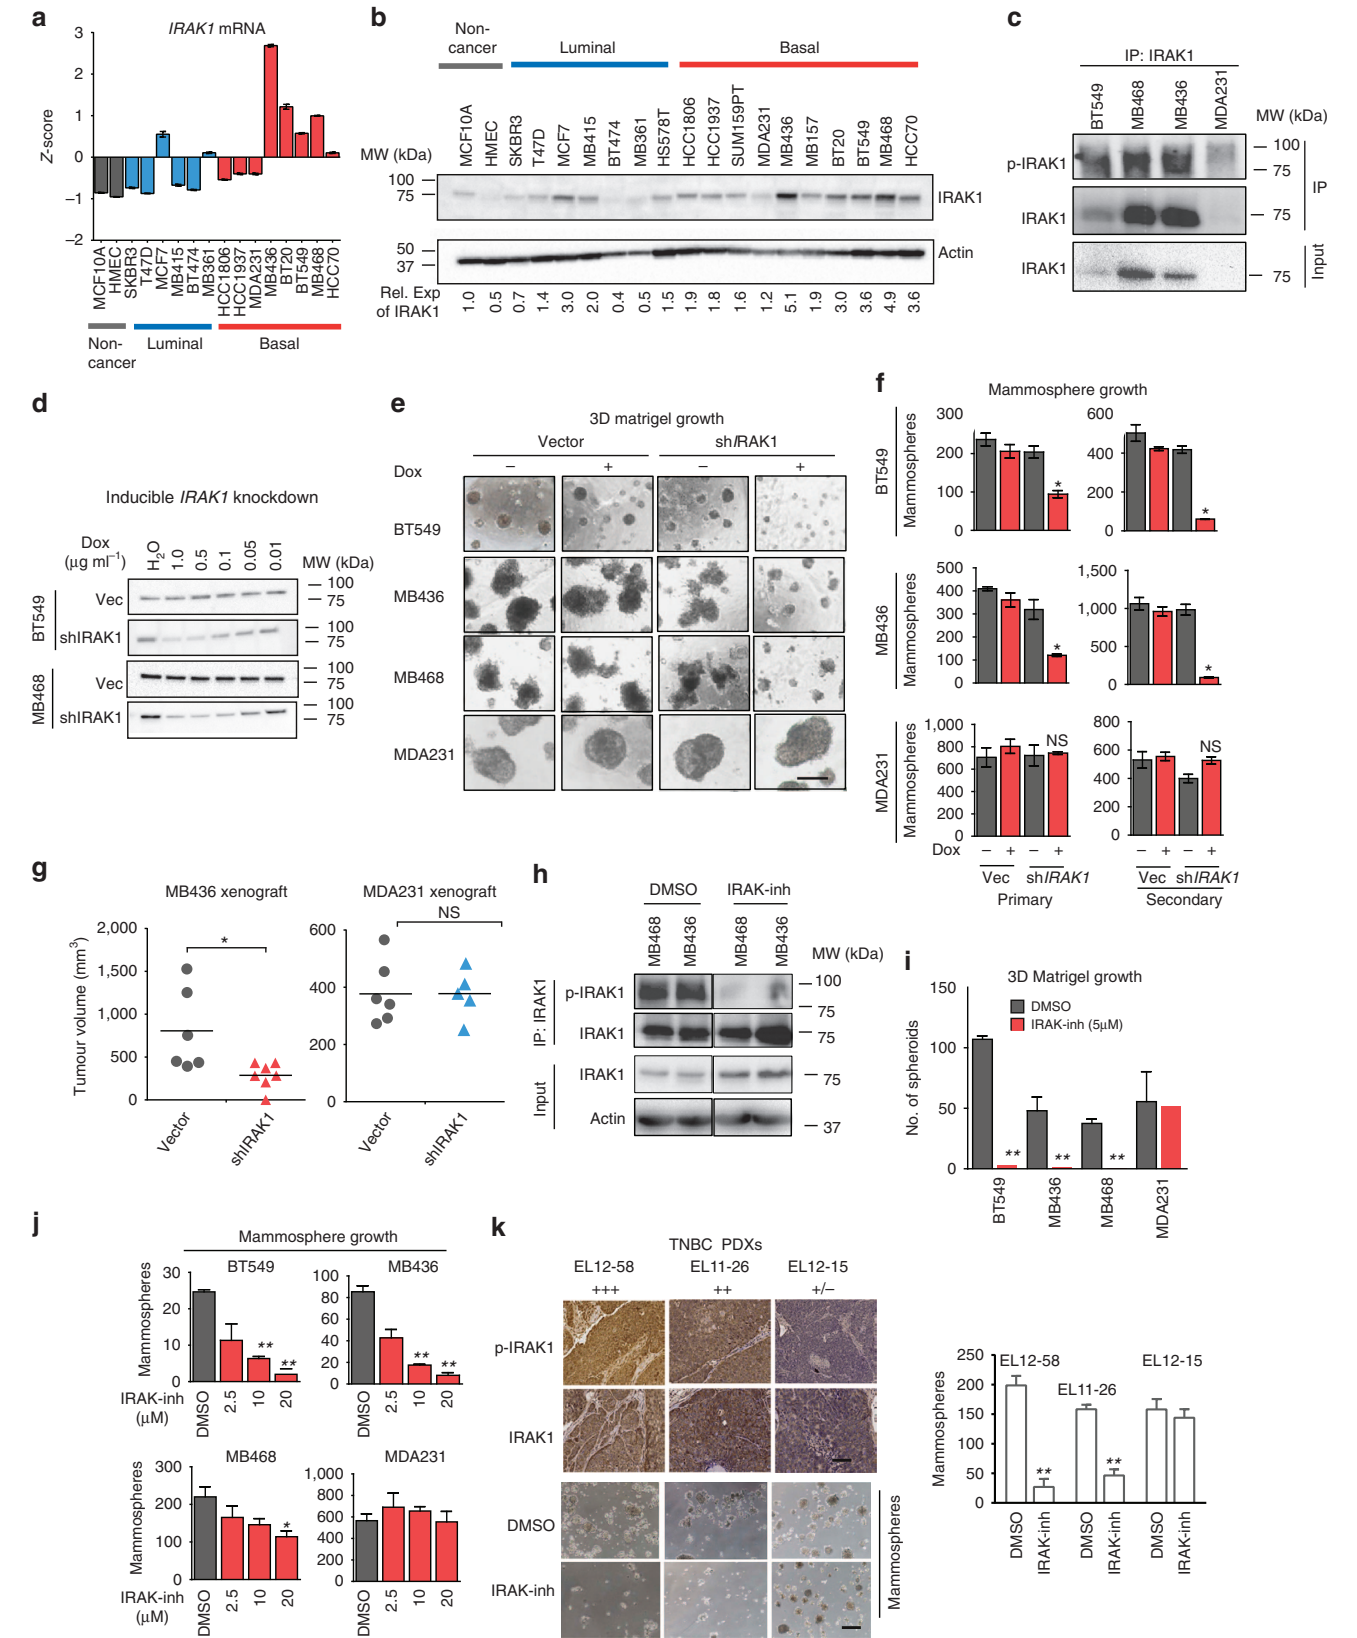 a
IRAK1 mRNA
3
2
1
0
−1
−2
Z-score
MCF10A
HMEC
SKBR3
T47D
MCF7
MB415
BT474
MB361
HCC1806
HCC1937
MDA231
MB436
BT20
BT549
MB468
HCC70
Non-
cancer
Luminal
Basal
b
Non-
cancer
Luminal
Basal
MCF10A
HMEC
SKBR3
T47D
MCF7
MB415
BT474
MB361
HS578T
HCC1806
HCC1937
SUM159PT
MDA231
MB436
MB157
BT20
BT549
MB468
HCC70
MW (kDa)
100
75
IRAK1
50
37
Actin
Rel. Exp
of IRAK1
1.0 0.5 0.7 1.4 3.0 2.0 0.4 0.5 1.5 1.9 1.8 1.6 1.2 5.1 1.9 3.0 3.6 4.9 3.6
c
IP: IRAK1
BT549
MB468
MB436
MDA231
MW (kDa)
p-IRAK1
100
75
IRAK1
75
IP
IRAK1
75
Input
d
Inducible IRAK1 knockdown
Dox
(μg ml−1)
H2O 1.0 0.5 0.1 0.05 0.01
MW (kDa)
BT549
Vec
100
75
shIRAK1
100
75
MB468
Vec
100
75
shIRAK1
100
75
e
3D matrigel growth
Vector
shIRAK1
Dox − + − +
BT549
MB436
MB468
MDA231
f
Mammosphere growth
BT549
Mammospheres
300
200
100
0
*
600
400
200
0
*
MB436
Mammospheres
500
400
300
200
100
0
*
1,500
1,000
500
0
*
MDA231
Mammospheres
1,000
800
600
400
200
0
NS
800
600
400
200
0
NS
Dox − + − + − + − +
Vec shIRAK1 Vec shIRAK1
Primary Secondary
g
MB436 xenograft
Tumour volume (mm3)
2,000
1,500
1,000
500
0
*
Vector
shIRAK1
MDA231 xenograft
NS
600
400
200
0
Vector
shIRAK1
h
DMSO IRAK-inh
MB468
MB436
MB468
MB436
MW (kDa)
IP: IRAK1
p-IRAK1
100
75
IRAK1
75
Input
IRAK1
75
Actin
37
i
3D Matrigel growth
DMSO
IRAK-inh (5μM)
No. of spheroids
150
100
50
0
** ** **
BT549
MB436
MB468
MDA231
j
Mammosphere growth
BT549
Mammospheres
30
20
10
0
** **
MB436
100
80
60
40
20
0
** **
IRAK-inh
(μM)
DMSO 2.5 10 20
DMSO 2.5 10 20
MB468
Mammospheres
300
200
100
0
*
MDA231
1,000
800
600
400
200
0
IRAK-inh
(μM)
DMSO 2.5 10 20
DMSO 2.5 10 20
k
TNBC PDXs
EL12-58 EL11-26 EL12-15
+++ ++ +/−
p-IRAK1
IRAK1
DMSO
IRAK-inh
Mammospheres
Mammospheres
250
200
150
100
50
0
EL12-58
EL11-26
EL12-15
** **
DMSO
IRAK-inh
DMSO
IRAK-inh
DMSO
IRAK-inh